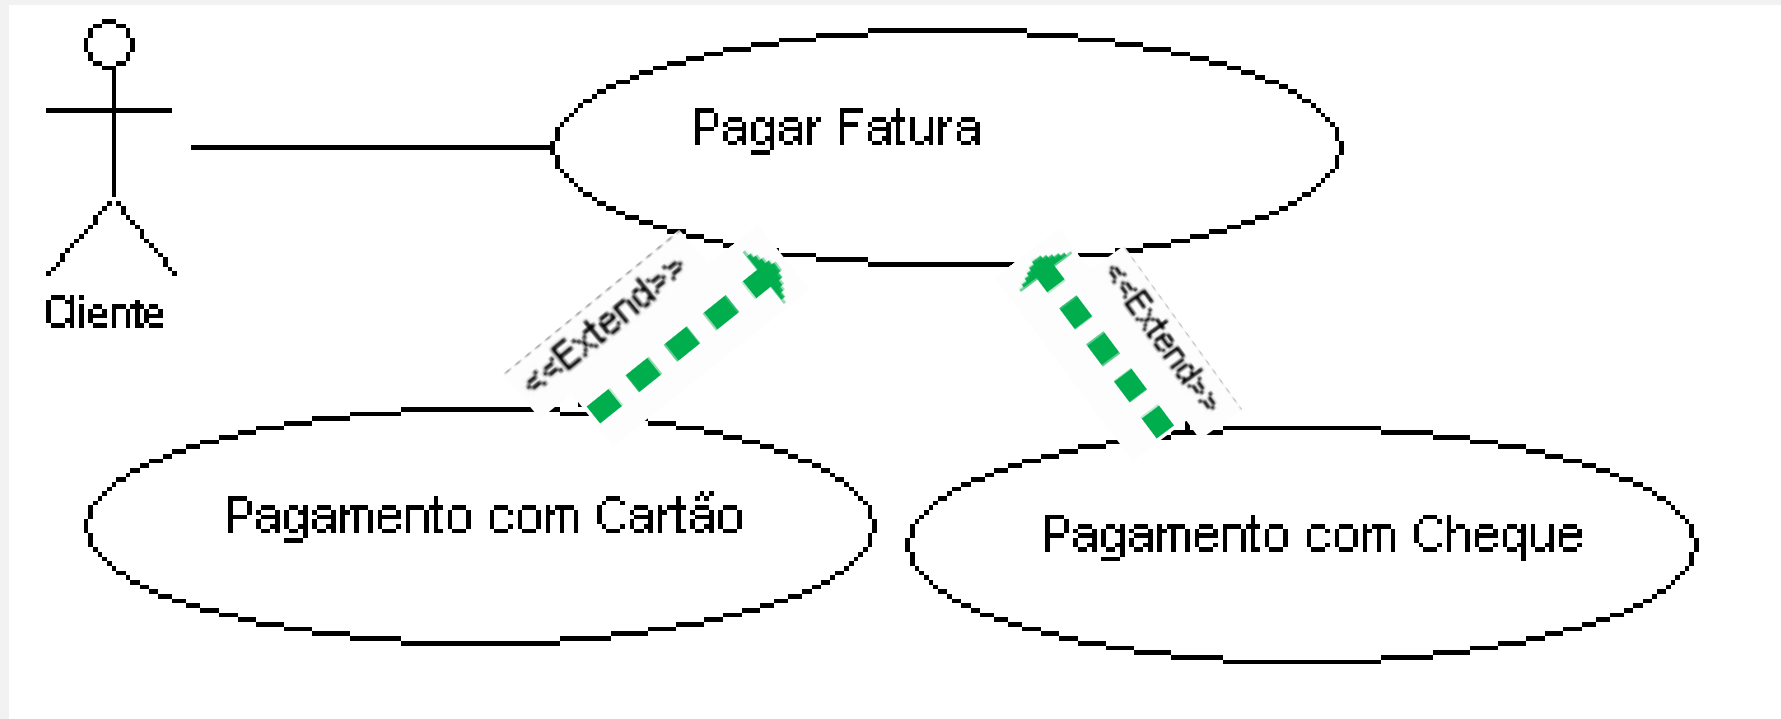 Pagar Fatura
Cliente
<<Extend>>
<<Extend>>
Pagamento com Cartão
Pagamento com Cheque